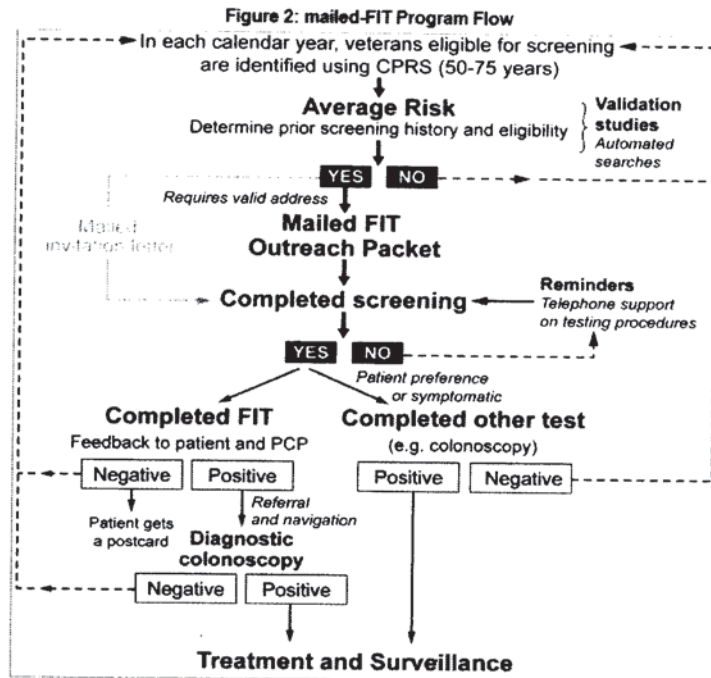 Figure 2: mailed-FIT Program Flow
In each calendar year, veterans eligible for screening
are identified using CPRS (50-75 years)
Average Risk
Determine prior screening history and eligibility
Validation
studies
Automated
searches
YES
NO
Requires valid address
Mailed
invitation letter
Mailed FIT
Outreach Packet
Completed screening
Reminders
Telephone support
on testing procedures
YES
NO
Patient preference
or symptomatic
Completed FIT
Feedback to patient and PCP
Negative
Positive
Completed other test
(e.g. colonoscopy)
Positive
Negative
Patient gets
a postcard
Referral
and navigation
Diagnostic
colonoscopy
Negative
Positive
Treatment and Surveillance